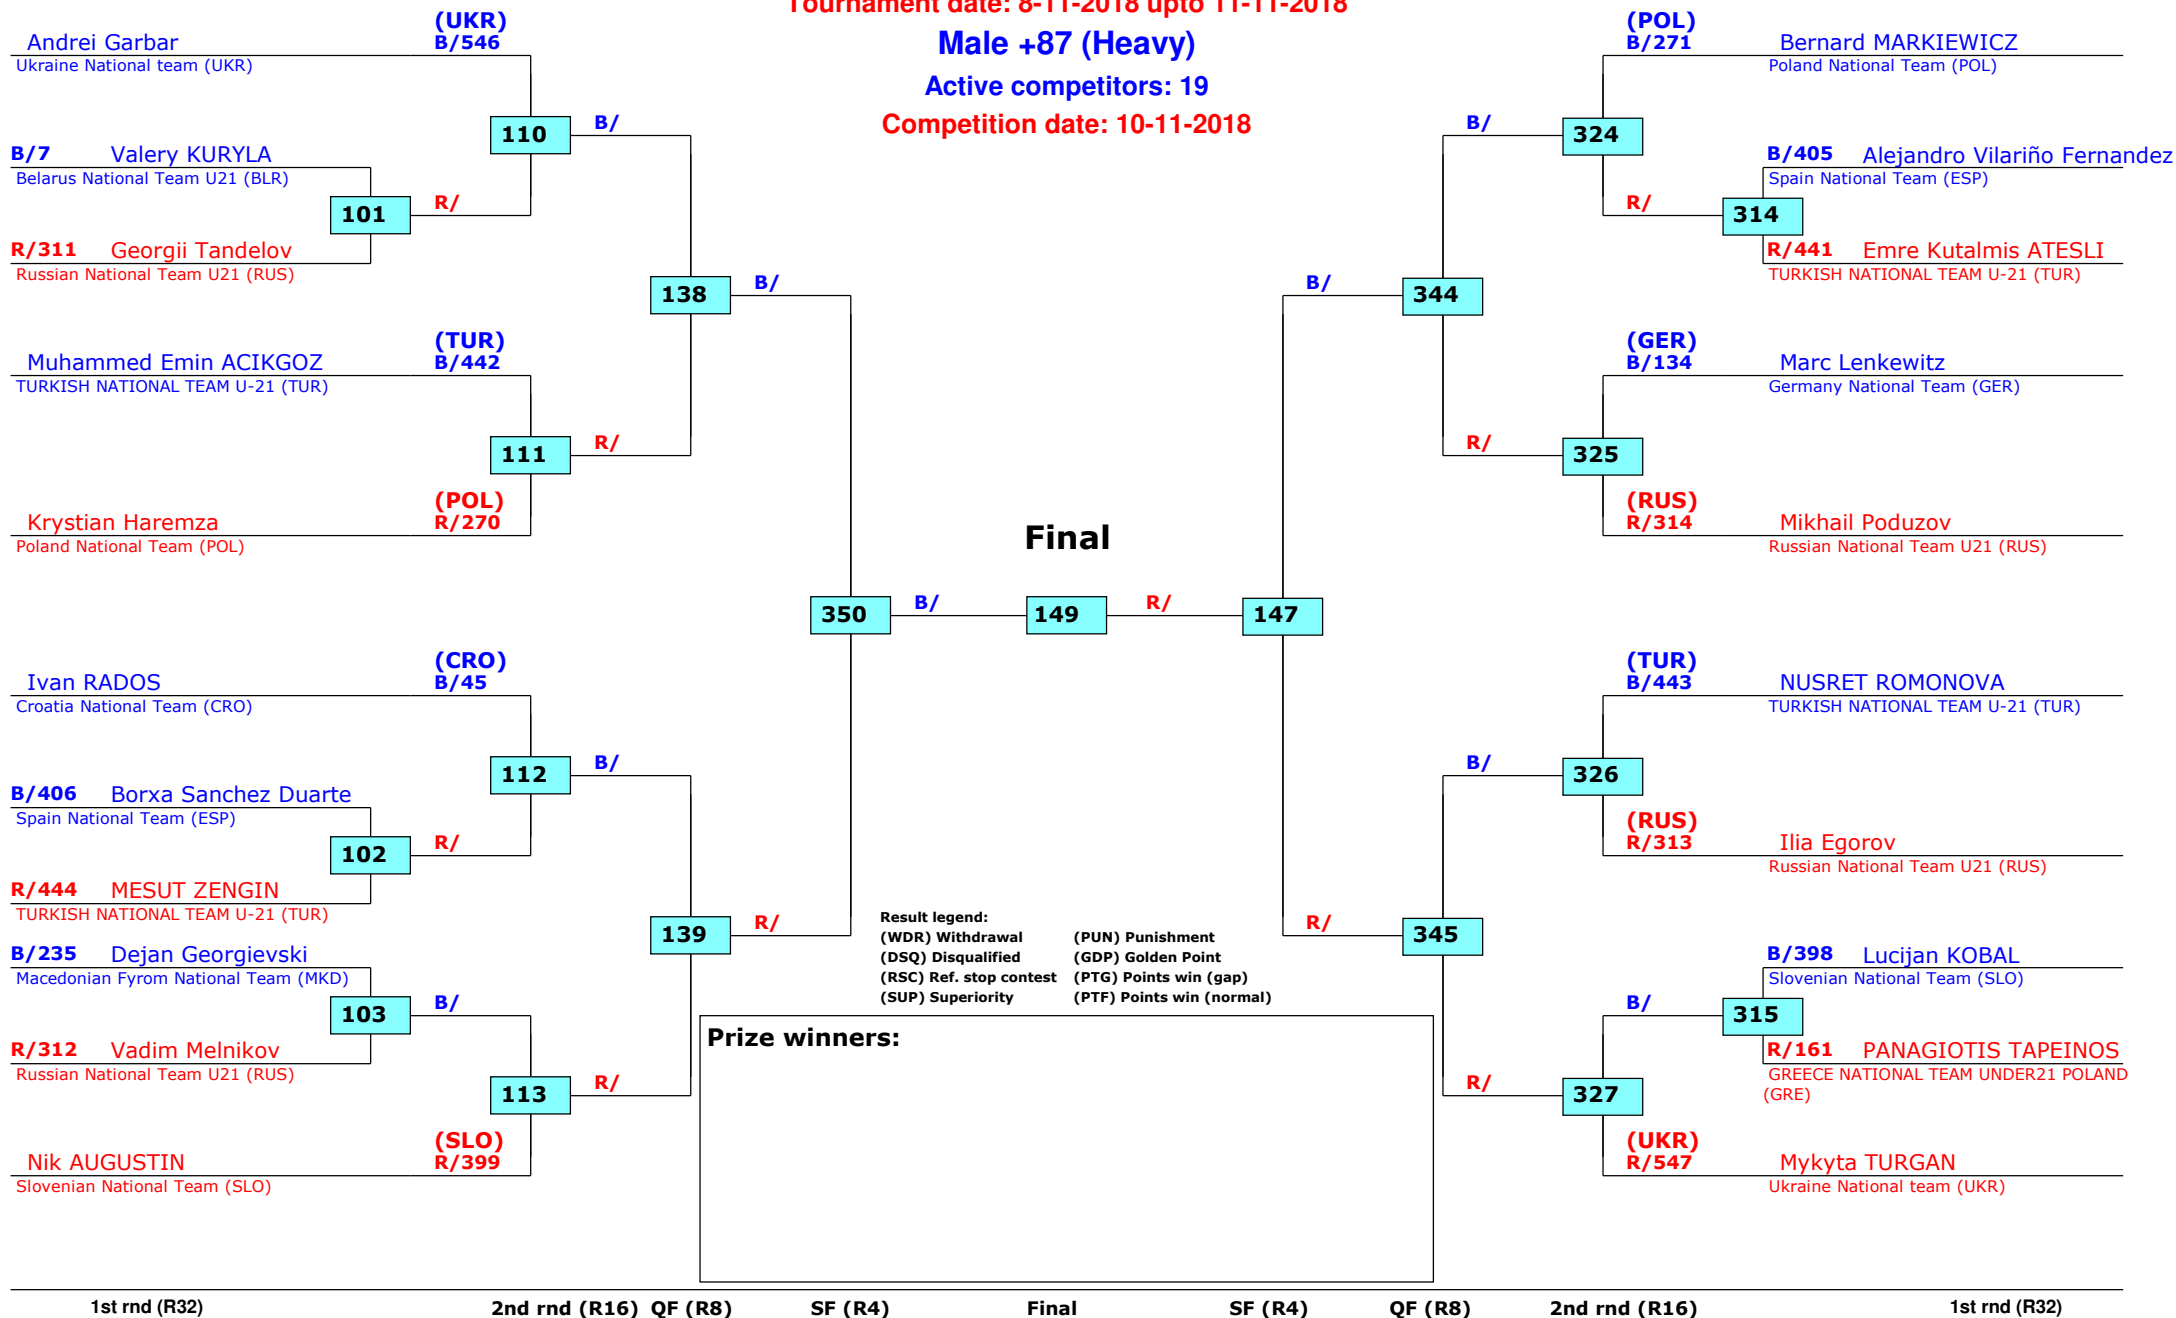 Tournament date: 8-11-2018 upto 11-11-2018
Male +87 (Heavy)
Active competitors: 19
Competition date: 10-11-2018
(UKR)
Andrei Garbar B/546
Ukraine National team (UKR)
110 B/
B/7 Valery KURYLA
Belarus National Team U21 (BLR)
101 R/
R/311 Georgii Tandelov
Russian National Team U21 (RUS)
138 B/
(TUR)
Muhammed Emin ACIKGOZ B/442
TURKISH NATIONAL TEAM U-21 (TUR)
111 R/
(POL)
Krystian Haremza R/270
Poland National Team (POL)
350 B/
(CRO)
Ivan RADOS B/45
Croatia National Team (CRO)
112 B/
B/406 Borxa Sanchez Duarte
Spain National Team (ESP)
102 R/
R/444 MESUT ZENGIN
TURKISH NATIONAL TEAM U-21 (TUR)
139 R/
B/235 Dejan Georgievski
Macedonian Fyrom National Team (MKD)
103 B/
R/312 Vadim Melnikov
Russian National Team U21 (RUS)
113 R/
(SLO)
Nik AUGUSTIN R/399
Slovenian National Team (SLO)
Final
149
R/ 147
(POL)
B/271 Bernard MARKIEWICZ
Poland National Team (POL)
B/ 324
B/405 Alejandro Vilariño Fernandez
Spain National Team (ESP)
R/ 314
R/441 Emre Kutalmis ATESLI
TURKISH NATIONAL TEAM U-21 (TUR)
B/ 344
(GER)
B/134 Marc Lenkewitz
Germany National Team (GER)
R/ 325
(RUS)
R/314 Mikhail Poduzov
Russian National Team U21 (RUS)
(TUR)
B/443 NUSRET ROMONOVA
TURKISH NATIONAL TEAM U-21 (TUR)
B/ 326
(RUS)
R/313 Ilia Egorov
Russian National Team U21 (RUS)
R/ 345
B/398 Lucijan KOBAL
Slovenian National Team (SLO)
B/ 315
R/161 PANAGIOTIS TAPEINOS
GREECE NATIONAL TEAM UNDER21 POLAND
(GRE)
R/ 327
(UKR)
R/547 Mykyta TURGAN
Ukraine National team (UKR)
Result legend:
(WDR) Withdrawal (PUN) Punishment
(DSQ) Disqualified (GDP) Golden Point
(RSC) Ref. stop contest (PTG) Points win (gap)
(SUP) Superiority (PTF) Points win (normal)
Prize winners:
1st rnd (R32) 2nd rnd (R16) QF (R8) SF (R4) Final SF (R4) QF (R8) 2nd rnd (R16) 1st rnd (R32)